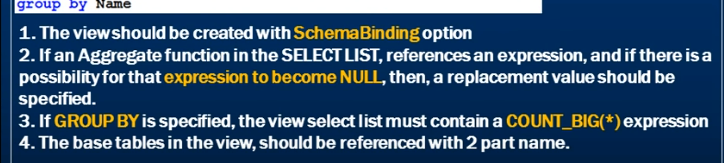 group by Name
1. The view should be created with SchemaBinding option
2. If an Aggregate function in the SELECT LIST, references an expression, and if there is a
possibility for that expression to become NULL, then, a replacement value should be
specified.
3. If GROUP BY is specified, the view select list must contain a COUNT_BIG(*) expression
4. The base tables in the view, should be referenced with 2 part name.